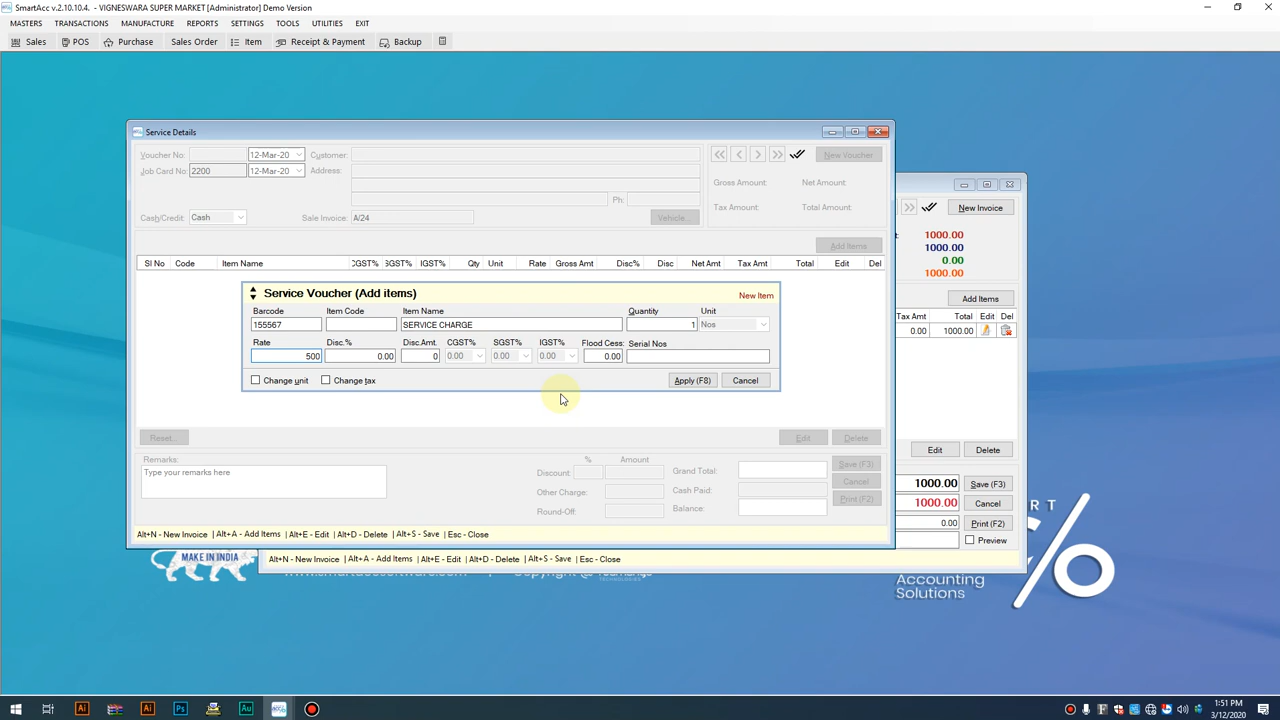 SmartAcc v.2.10.10.4. - VIGNESWARA SUPER MARKET [Administrator] Demo Version
MASTERS TRANSACTIONS MANUFACTURE REPORTS SETTINGS TOOLS UTILITIES EXIT
Sales POS Purchase Sales Order Item Receipt & Payment Backup
Service Details
Voucher No: 12-Mar-20 Customer: New Voucher
Job Card No: 2200 12-Mar-20 Address:
Gross Amount: Net Amount:
Ph:
Tax Amount: Total Amount:
Cash/Credit: Cash Sale Invoice: A/24 Vehicle...
Add Items
Sl No Code Item Name CGST% SGST% IGST% Qty Unit Rate Gross Amt Disc% Disc Net Amt Tax Amt Total Edit Del
Service Voucher (Add items) New Item
Barcode Item Code Item Name Quantity Unit
155567 SERVICE CHARGE 1 Nos
Rate Disc.% Disc.Amt. CGST% SGST% IGST% Flood Cess: Serial Nos
500 0.00 0 0.00 0.00 0.00 0.00
Change unit Change tax Apply (F8) Cancel
Reset... Edit Delete
Remarks: % Amount
Type your remarks here
Discount: Grand Total: Save (F3)
Other Charge: Cash Paid: Cancel
Round-Off: Balance: Print (F2)
Alt+N - New Invoice | Alt+A - Add Items | Alt+E - Edit | Alt+D - Delete | Alt+S - Save | Esc - Close
New Invoice
1000.00
1000.00
0.00
1000.00
Add Items
Tax Amt Total Edit Del
0.00 1000.00
Edit Delete
1000.00 Save (F3)
1000.00 Cancel
0.00 Print (F2)
Preview
Alt+N - New Invoice | Alt+A - Add Items | Alt+E - Edit | Alt+D - Delete | Alt+S - Save | Esc - Close
MAKE IN INDIA
R T
%
Accounting
Solutions
1:51 PM
3/12/2020